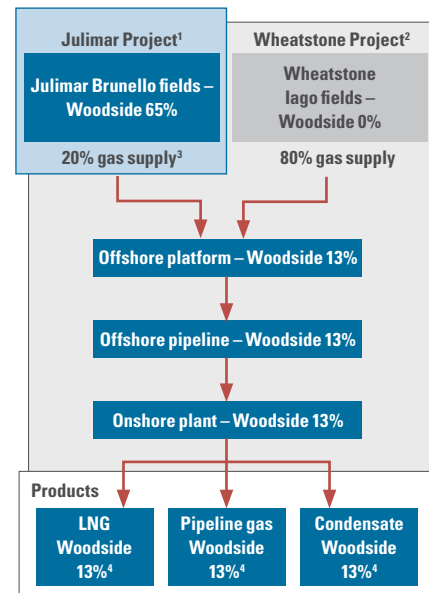 Julimar Project¹
Wheatstone Project²
Julimar Brunello fields –
Woodside 65%
Wheatstone
Iago fields –
Woodside 0%
20% gas supply³
80% gas supply
Offshore platform – Woodside 13%
Offshore pipeline – Woodside 13%
Onshore plant – Woodside 13%
Products
LNG
Woodside
13%⁴
Pipeline gas
Woodside
13%⁴
Condensate
Woodside
13%⁴